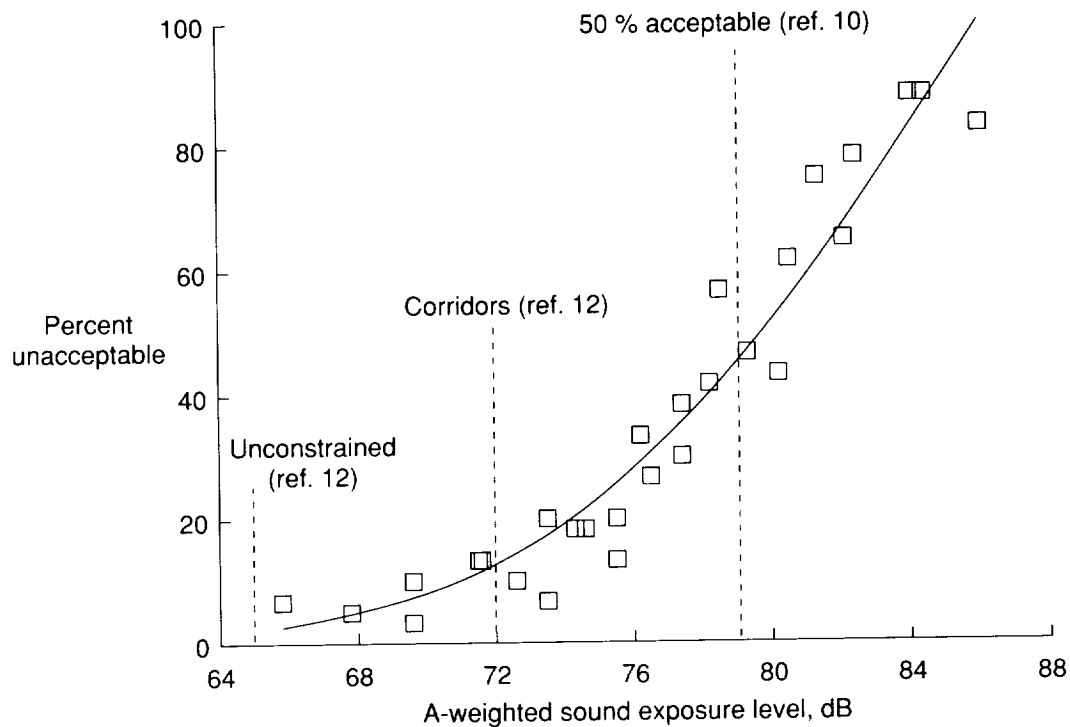 50 % acceptable (ref. 10)
100
80
60
40
20
0
Percent
unacceptable
Corridors (ref. 12)
Unconstrained
(ref. 12)
64 68 72 76 80 84 88
A-weighted sound exposure level, dB